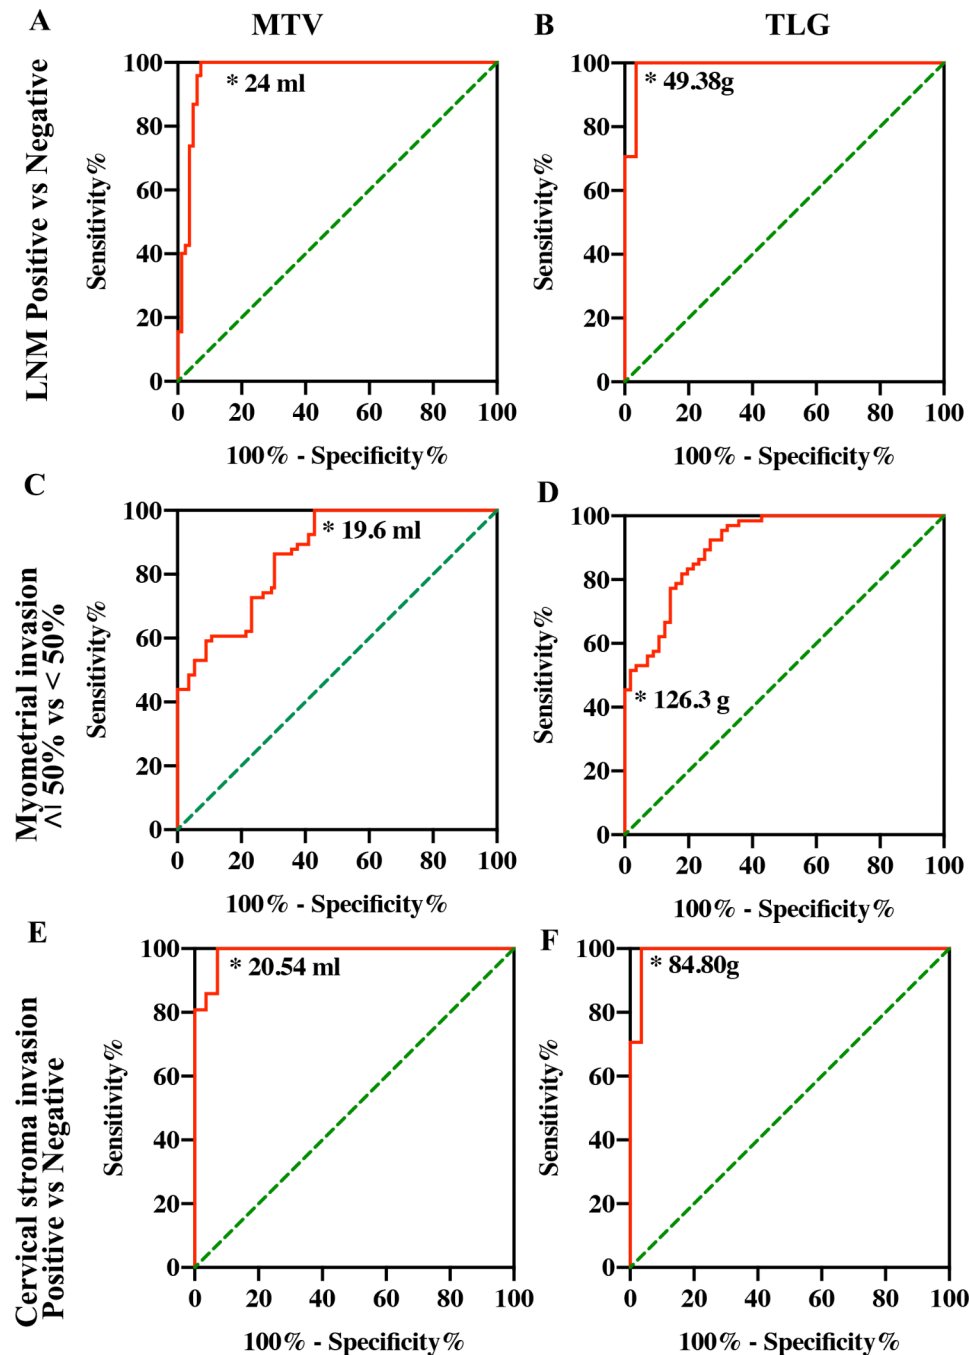 A
MTV
B
TLG
LNM Positive vs Negative
Sensitivity%
100
80
60
40
20
0
* 24 ml
0 20 40 60 80 100
100% - Specificity%
Sensitivity%
100
80
60
40
20
0
* 49.38g
0 20 40 60 80 100
100% - Specificity%
C
D
Myometrial invasion
≥ 50% vs < 50%
Sensitivity%
100
80
60
40
20
0
* 19.6 ml
0 20 40 60 80 100
100% - Specificity%
Sensitivity%
100
80
60
40
20
0
* 126.3 g
0 20 40 60 80 100
100% - Specificity%
E
F
Cervical stroma invasion
Positive vs Negative
Sensitivity%
100
80
60
40
20
0
* 20.54 ml
0 20 40 60 80 100
100% - Specificity%
Sensitivity%
100
80
60
40
20
0
* 84.80g
0 20 40 60 80 100
100% - Specificity%